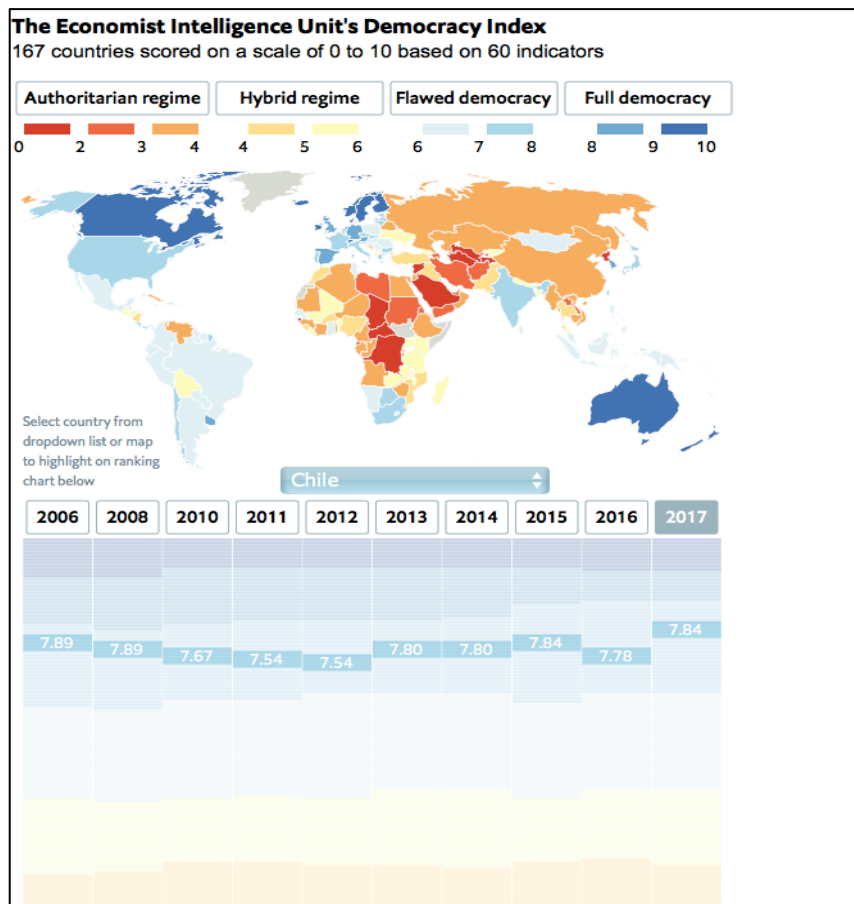 The Economist Intelligence Unit's Democracy Index
167 countries scored on a scale of 0 to 10 based on 60 indicators
Authoritarian regime Hybrid regime Flawed democracy Full democracy
0 2 3 4 4 5 6 6 7 8 8 9 10
Select country from
dropdown list or map
to highlight on ranking
chart below
Chile
2006 2008 2010 2011 2012 2013 2014 2015 2016 2017
7.89 7.89 7.67 7.54 7.54 7.80 7.80 7.84 7.78 7.84